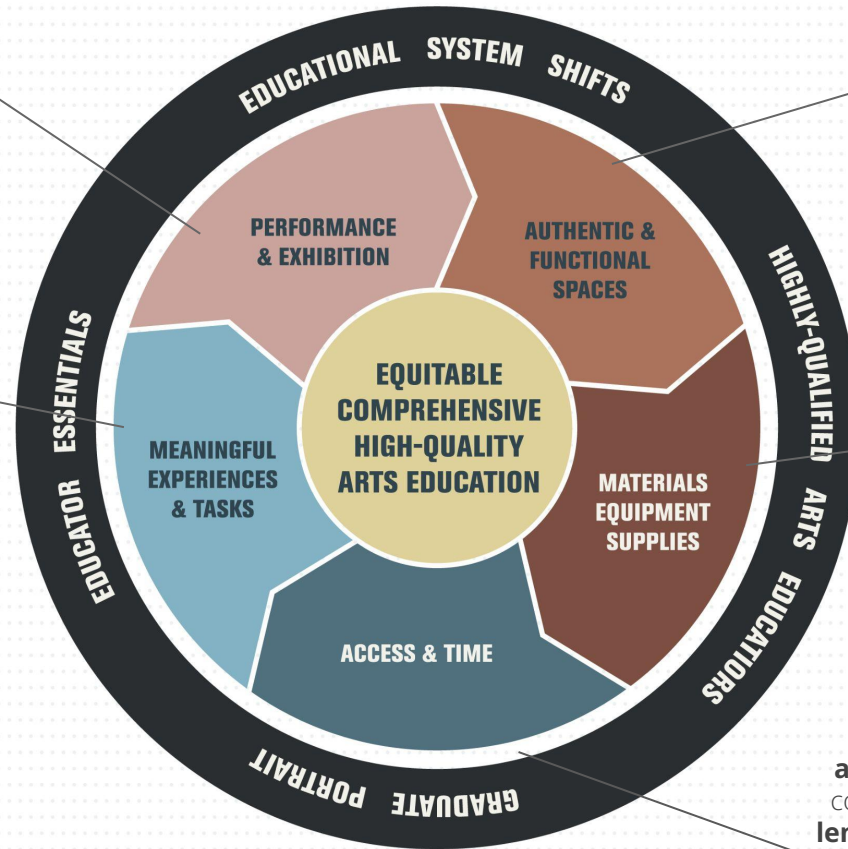 EDUCATIONAL SYSTEM SHIFTS
PERFORMANCE
& EXHIBITION
AUTHENTIC &
FUNCTIONAL
SPACES
HIGHLY-QUALIFIED ARTS EDUCATIORS
EQUITABLE
COMPREHENSIVE
HIGH-QUALITY
ARTS EDUCATION
EDUCATOR ESSENTIALS
MEANINGFUL
EXPERIENCES
& TASKS
MATERIALS
EQUIPMENT
SUPPLIES
ACCESS & TIME
GRADUATE PORTRAIT